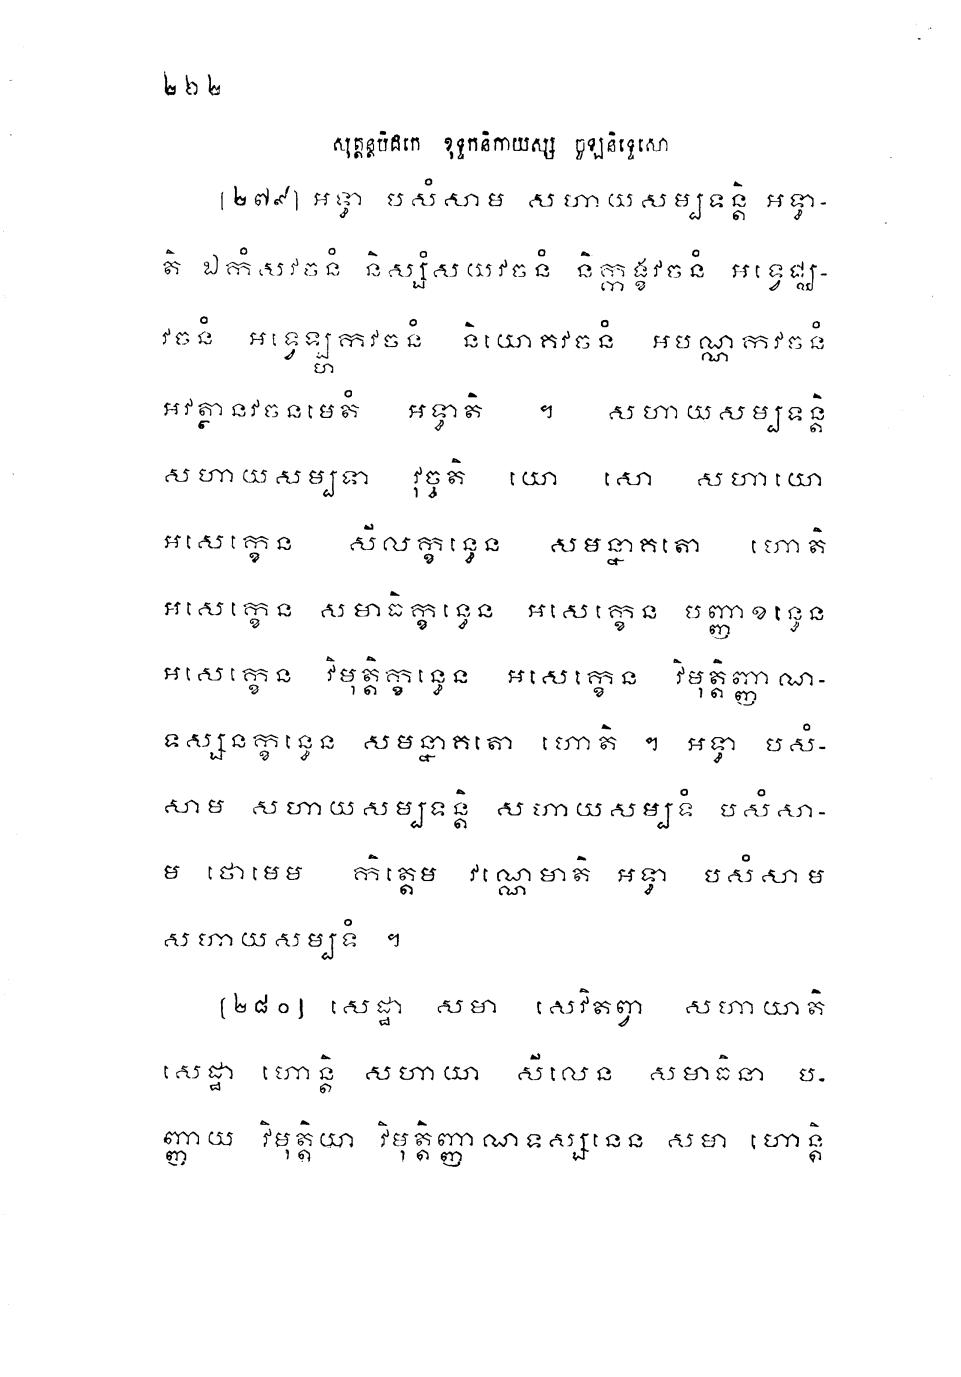 ២៦២
សុត្តន្តបិដកេ ខុទ្ទកនិកាយស្ស ចូឡនិទ្ទេសោ
[២៧៩] អទ្ធា បសំសាម សហាយសម្បទន្តិ អទ្ធា-
តិ ឯកំសវចនំ និស្សំសយវចនំ និក្កង្ខវចនំ អទ្វេជ្ឈ-
វចនំ អទ្វេឡ្ហកវចនំ និយោគវចនំ អបណ្ណកវចនំ
អវត្ថានវចនមេតំ អទ្ធាតិ ។ សហាយសម្បទន្តិ
សហាយសម្បទា វុច្ចតិ យោ សោ សហាយោ
អសេក្ខេន សីលក្ខន្ធេន សមន្នាគតោ ហោតិ
អសេក្ខេន សមាធិក្ខន្ធេន អសេក្ខេន បញ្ញាខន្ធេន
អសេក្ខេន វិមុត្តិក្ខន្ធេន អសេក្ខេន វិមុត្តិញ្ញាណ-
ទស្សនក្ខន្ធេន សមន្នាគតោ ហោតិ ។ អទ្ធា បសំ-
សាម សហាយសម្បទន្តិ សហាយសម្បទំ បសំសា-
ម ថោមេម កិត្តេម វណ្ណេមាតិ អទ្ធា បសំសាម
សហាយសម្បទំ ។
[២៨០] សេដ្ឋា សមា សេវិតព្វា សហាយាតិ
សេដ្ឋា ហោន្តិ សហាយា សីលេន សមាធិនា ប-
ញ្ញាយ វិមុត្តិយា វិមុត្តិញ្ញាណទស្សនេន សមា ហោន្តិ